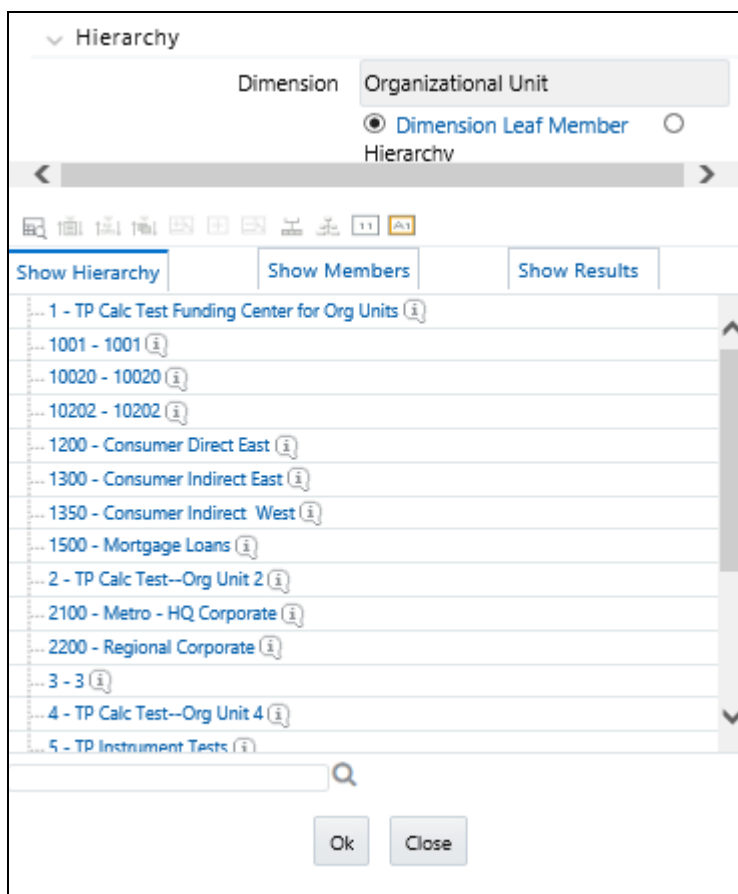 Hierarchy
Dimension Organizational Unit
Dimension Leaf Member
Hierarchy
11 A1
Show Hierarchy Show Members Show Results
1 - TP Calc Test Funding Center for Org Units
1001 - 1001
10020 - 10020
10202 - 10202
1200 - Consumer Direct East
1300 - Consumer Indirect East
1350 - Consumer Indirect West
1500 - Mortgage Loans
2 - TP Calc Test--Org Unit 2
2100 - Metro - HQ Corporate
2200 - Regional Corporate
3 - 3
4 - TP Calc Test--Org Unit 4
5 - TP Instrument Tests
Ok Close